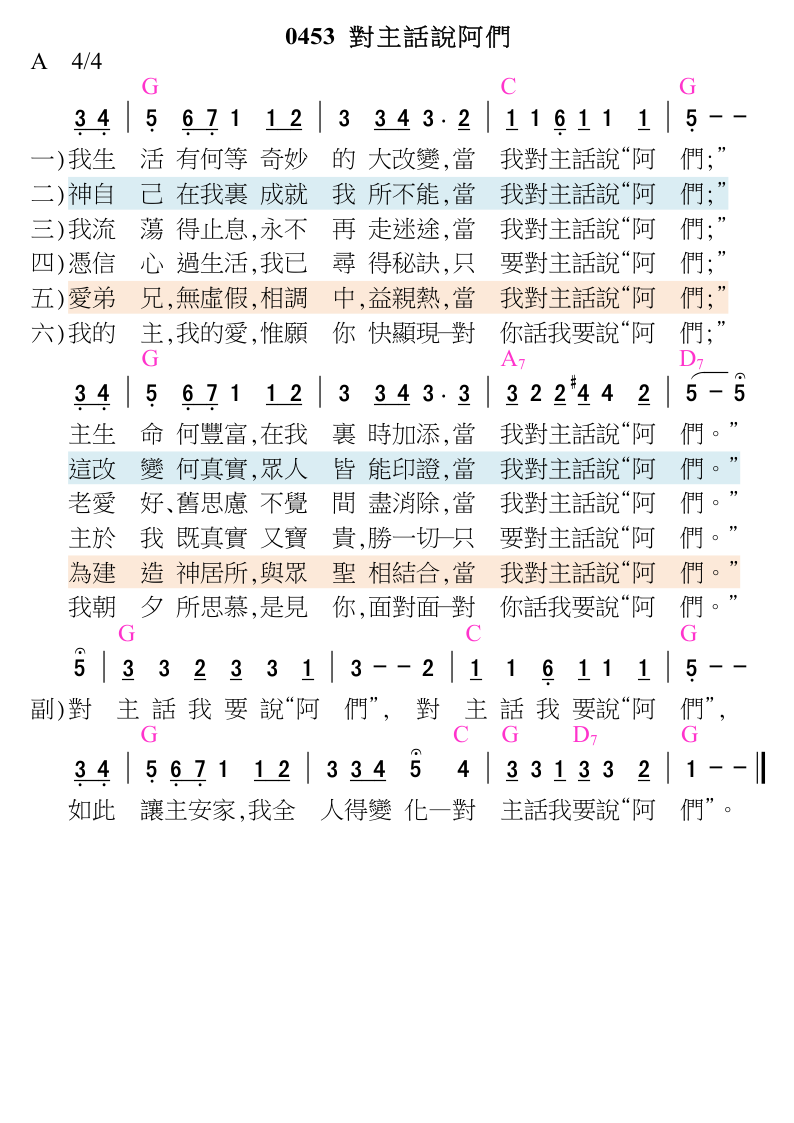 0453 對主話說阿們
A 4/4
G C G
3 4 | 5 6 7 1 1 2 | 3 3 4 3 · 2 | 1 1 6 1 1 1 | 5 - -
一)我生 活 有何等 奇妙 的 大改變,當 我對主話說“阿 們;”
二)神自 己 在我裏 成就 我 所不能,當 我對主話說“阿 們;”
三)我流 蕩 得止息,永不 再 走迷途,當 我對主話說“阿 們;”
四)憑信 心 過生活,我已 尋 得秘訣,只 要對主話說“阿 們;”
五)愛弟 兄,無虛假,相調 中,益親熱,當 我對主話說“阿 們;”
六)我的 主,我的愛,惟願 你 快顯現─對 你話我要說“阿 們;”
G A7 D7
3 4 | 5 6 7 1 1 2 | 3 3 4 3 · 3 | 3 2 2 #4 4 2 | 5 - 5
主生 命 何豐富,在我 裏 時加添,當 我對主話說“阿 們。”
這改 變 何真實,眾人 皆 能印證,當 我對主話說“阿 們。”
老愛 好、舊思慮 不覺 間 盡消除,當 我對主話說“阿 們。”
主於 我 既真實 又寶 貴,勝一切─只 要對主話說“阿 們。”
為建 造 神居所,與眾 聖 相結合,當 我對主話說“阿 們。”
我朝 夕 所思慕,是見 你,面對面─對 你話我要說“阿 們。”
G C G
5 | 3 3 2 3 3 1 | 3 - - 2 | 1 1 6 1 1 1 | 5 - -
副)對 主 話 我 要 說“阿 們”, 對 主 話 我 要說“阿 們”,
G C G D7 G
3 4 | 5 6 7 1 1 2 | 3 3 4 5 4 | 3 3 1 3 3 2 | 1 - - ‖
如此 讓主安家,我全 人得變 化─對 主話我要說“阿 們”。